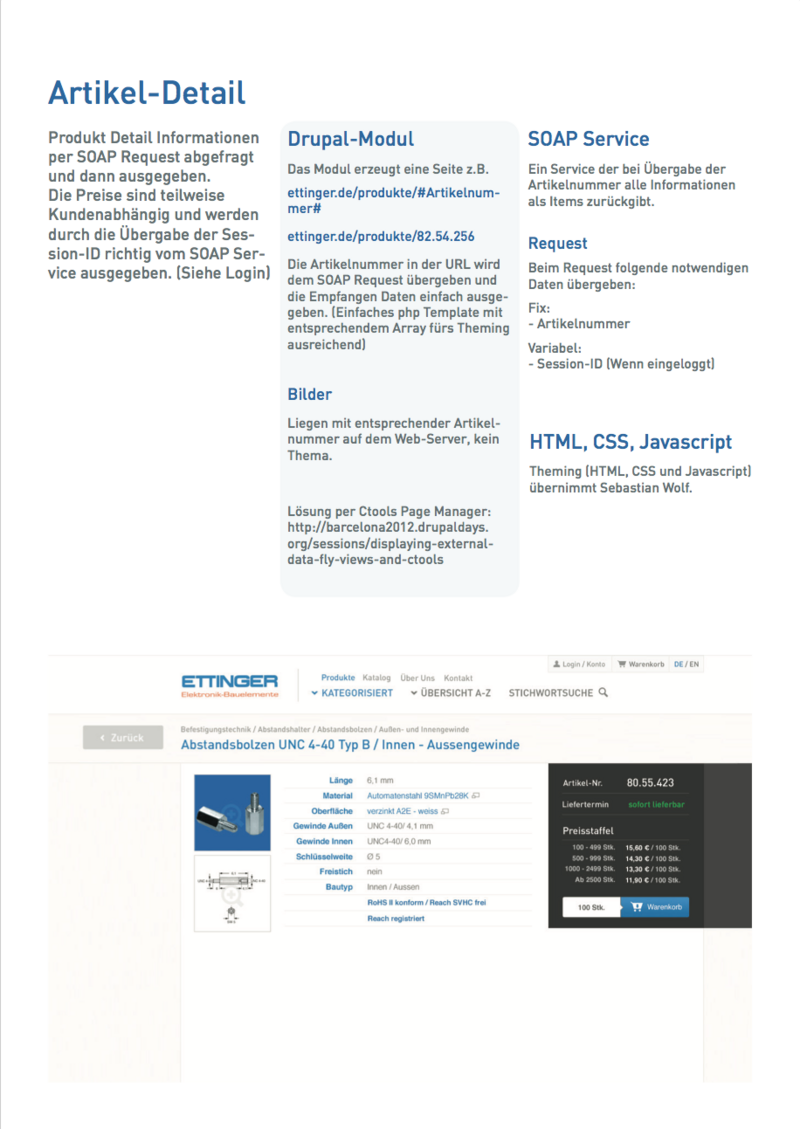 Artikel-Detail
Produkt Detail Informationen
per SOAP Request abgefragt
und dann ausgegeben.
Die Preise sind teilweise
Kundenabhängig und werden
durch die Übergabe der Ses-
sion-ID richtig vom SOAP Ser-
vice ausgegeben. (Siehe Login)
Drupal-Modul
Das Modul erzeugt eine Seite z.B.
ettinger.de/produkte/#Artikelnum-
mer#
ettinger.de/produkte/82.54.256
Die Artikelnummer in der URL wird
dem SOAP Request übergeben und
die Empfangen Daten einfach ausge-
geben. (Einfaches php Template mit
entsprechendem Array fürs Theming
ausreichend)
Bilder
Liegen mit entsprechender Artikel-
nummer auf dem Web-Server, kein
Thema.
Lösung per Ctools Page Manager:
http://barcelona2012.drupaldays.
org/sessions/displaying-external-
data-fly-views-and-ctools
SOAP Service
Ein Service der bei Übergabe der
Artikelnummer alle Informationen
als Items zurückgibt.
Request
Beim Request folgende notwendigen
Daten übergeben:
Fix:
- Artikelnummer
Variabel:
- Session-ID (Wenn eingeloggt)
HTML, CSS, Javascript
Theming (HTML, CSS und Javascript)
übernimmt Sebastian Wolf.
Login / Konto Warenkorb DE / EN
ETTINGER
Elektronik-Bauelemente
Produkte Katalog Über Uns Kontakt
KATEGORISIERT ÜBERSICHT A-Z STICHWORTSUCHE
< Zurück
Befestigungstechnik / Abstandshalter / Abstandsbolzen / Außen- und Innengewinde
Abstandsbolzen UNC 4-40 Typ B / Innen - Aussengewinde
Länge 6,1 mm
Material Automatenstahl 9SMnPb28K
Oberfläche verzinkt A2E - weiss
Gewinde Außen UNC 4-40/ 4,1 mm
Gewinde Innen UNC4-40/ 6,0 mm
Schlüsselweite Ø 5
Freistich nein
Bautyp Innen / Aussen
RoHS II konform / Reach SVHC frei
Reach registriert
Artikel-Nr. 80.55.423
Liefertermin sofort lieferbar
Preisstaffel
100 - 499 Stk. 15,60 € / 100 Stk.
500 - 999 Stk. 14,30 € / 100 Stk.
1000 - 2499 Stk. 13,30 € / 100 Stk.
Ab 2500 Stk. 11,90 € / 100 Stk.
100 Stk. Warenkorb